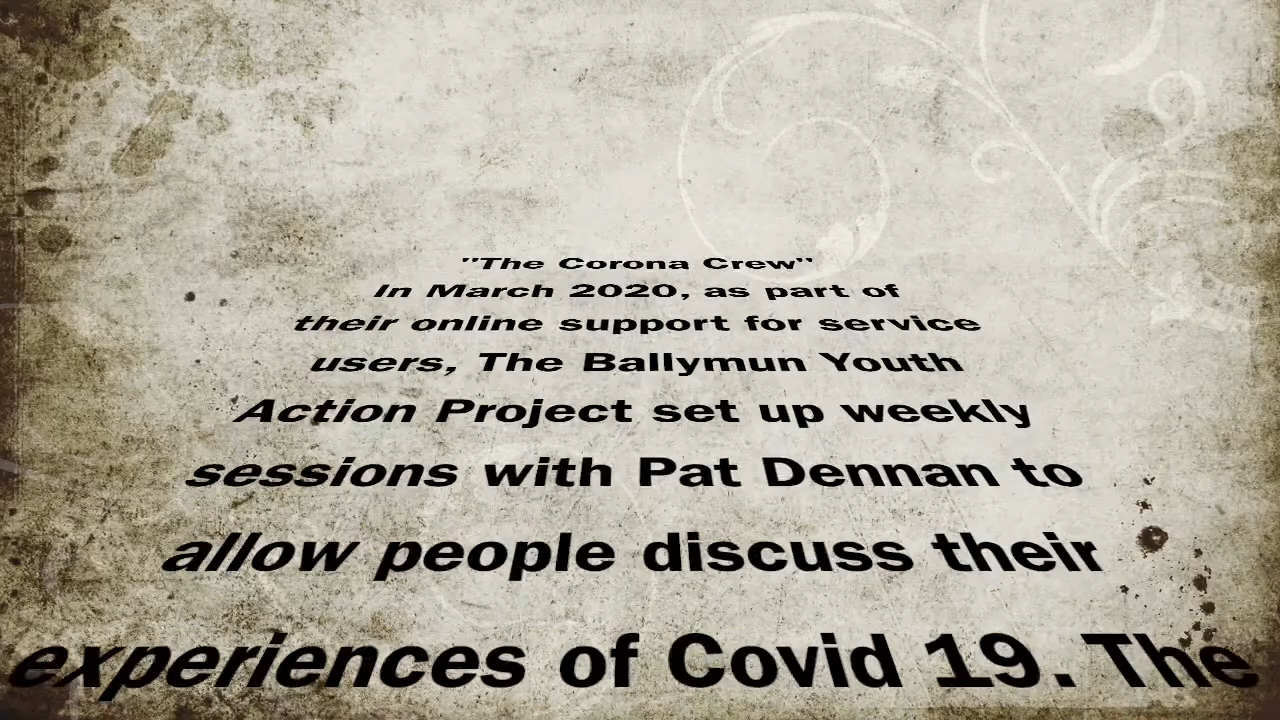 "The Corona Crew"
In March 2020, as part of
their online support for service
users, The Ballymun Youth
Action Project set up weekly
sessions with Pat Dennan to
allow people discuss their
experiences of Covid 19. The